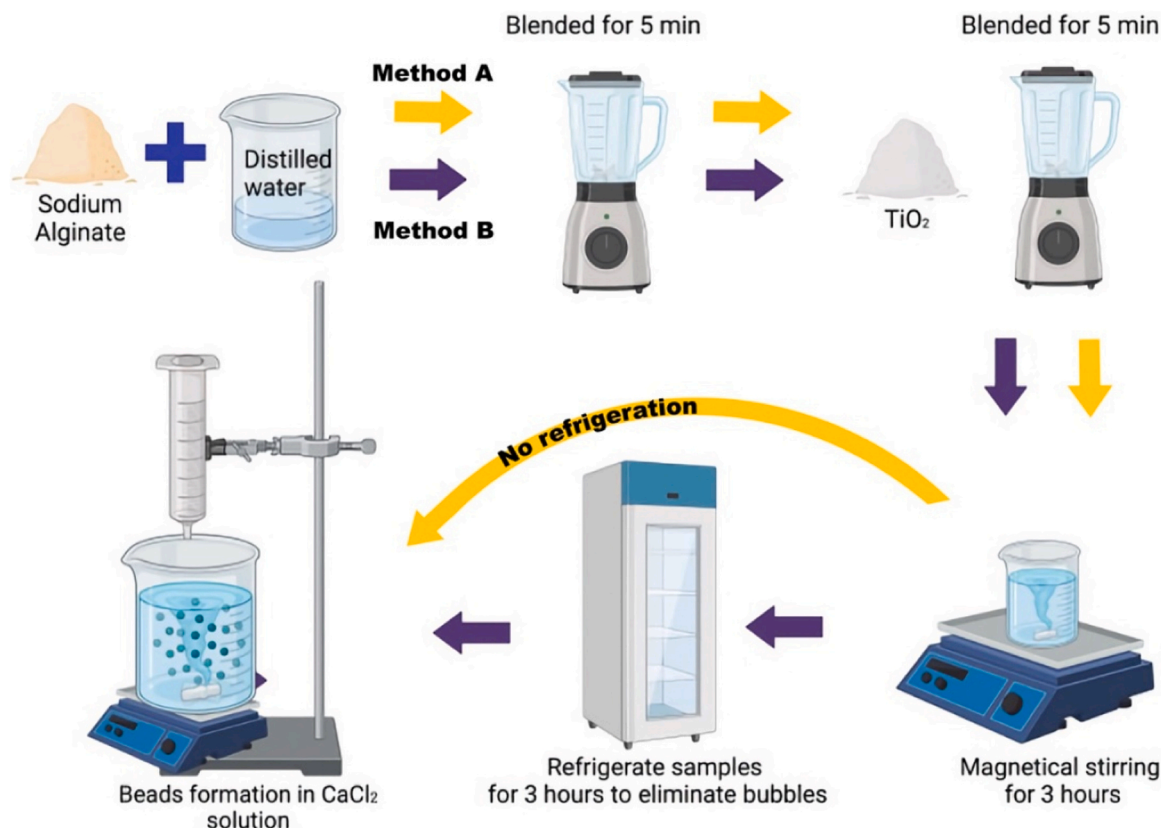 Blended for 5 min
Blended for 5 min
Method A
Distilled
water
Sodium
Alginate
Method B
TiO₂
No refrigeration
Beads formation in CaCl₂
solution
Refrigerate samples
for 3 hours to eliminate bubbles
Magnetical stirring
for 3 hours